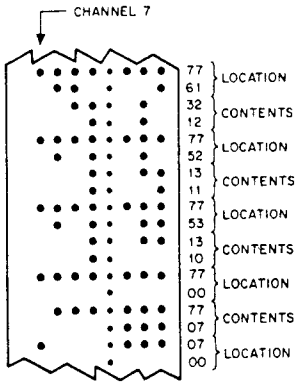 CHANNEL 7
77
61 LOCATION
32
12 CONTENTS
77
52 LOCATION
13
11 CONTENTS
77
53 LOCATION
13
10 CONTENTS
77
00 LOCATION
77
07 CONTENTS
07
00 LOCATION